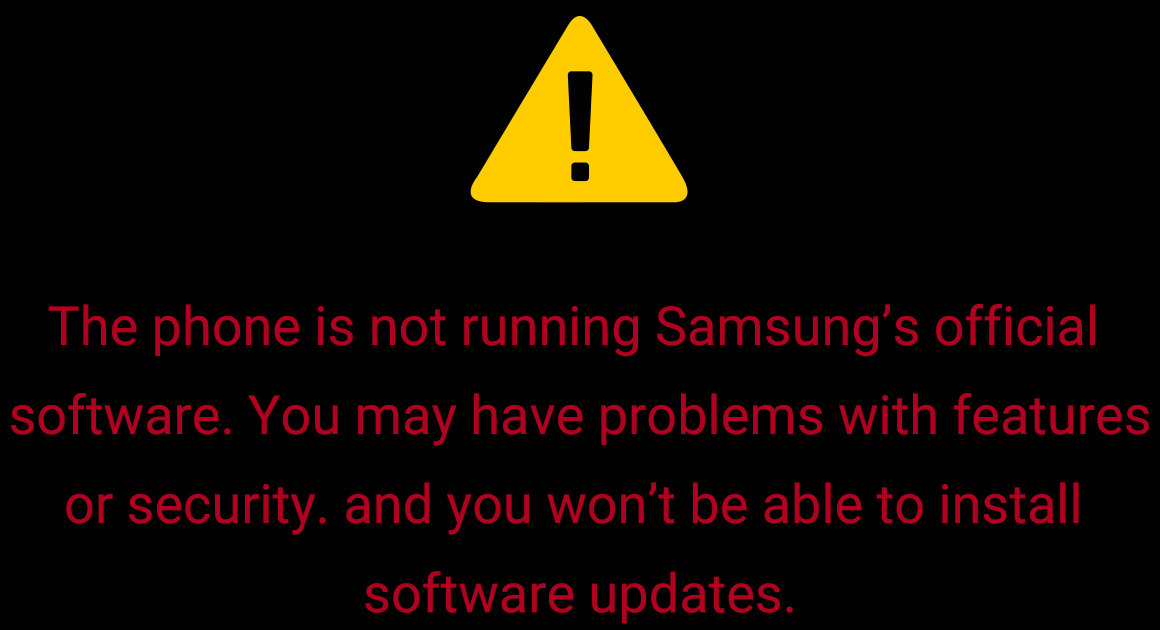 The phone is not running Samsung’s official
software. You may have problems with features
or security. and you won’t be able to install
software updates.